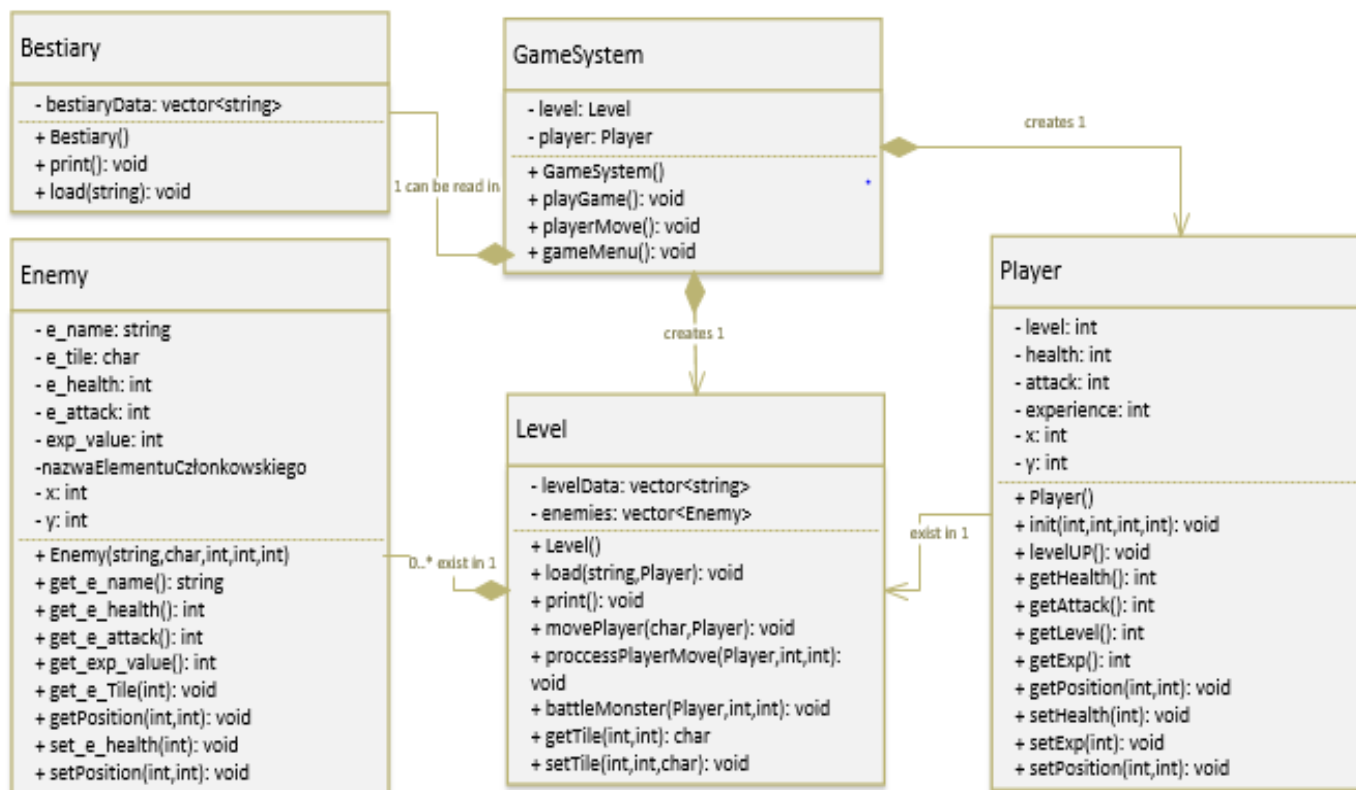 Bestiary
- bestiaryData: vector<string>
+ Bestiary()
+ print(): void
+ load(string): void
1 can be read in
GameSystem
- level: Level
- player: Player
+ GameSystem()
+ playGame(): void
+ playerMove(): void
+ gameMenu(): void
creates 1
creates 1
Enemy
- e_name: string
- e_tile: char
- e_health: int
- e_attack: int
- exp_value: int
-nazwaElementuCzłonkowskiego
- x: int
- y: int
+ Enemy(string,char,int,int,int)
+ get_e_name(): string
+ get_e_health(): int
+ get_e_attack(): int
+ get_exp_value(): int
+ get_e_Tile(int): void
+ getPosition(int,int): void
+ set_e_health(int): void
+ setPosition(int,int): void
0..* exist in 1
Level
- levelData: vector<string>
- enemies: vector<Enemy>
+ Level()
+ load(string,Player): void
+ print(): void
+ movePlayer(char,Player): void
+ proccessPlayerMove(Player,int,int):
void
+ battleMonster(Player,int,int): void
+ getTile(int,int): char
+ setTile(int,int,char): void
exist in 1
Player
- level: int
- health: int
- attack: int
- experience: int
- x: int
- y: int
+ Player()
+ init(int,int,int,int): void
+ levelUP(): void
+ getHealth(): int
+ getAttack(): int
+ getLevel(): int
+ getExp(): int
+ getPosition(int,int): void
+ setHealth(int): void
+ setExp(int): void
+ setPosition(int,int): void